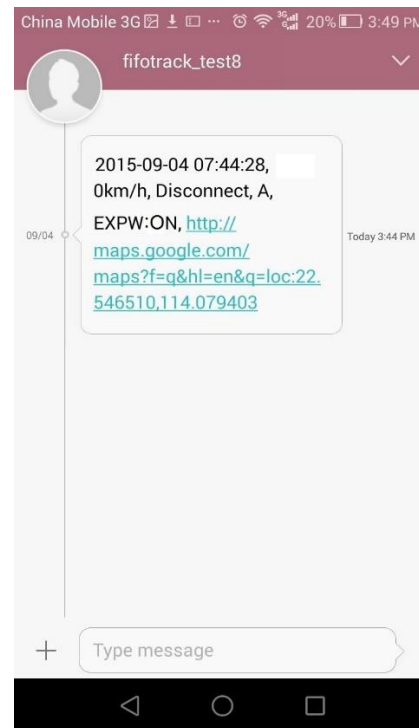 China Mobile 3G ... 3G 20% 3:49 PM
fifotrack_test8
2015-09-04 07:44:28,
0km/h, Disconnect, A,
EXPW:ON, http://
maps.google.com/
maps?f=q&hl=en&q=loc:22.
546510,114.079403
09/04
Today 3:44 PM
Type message